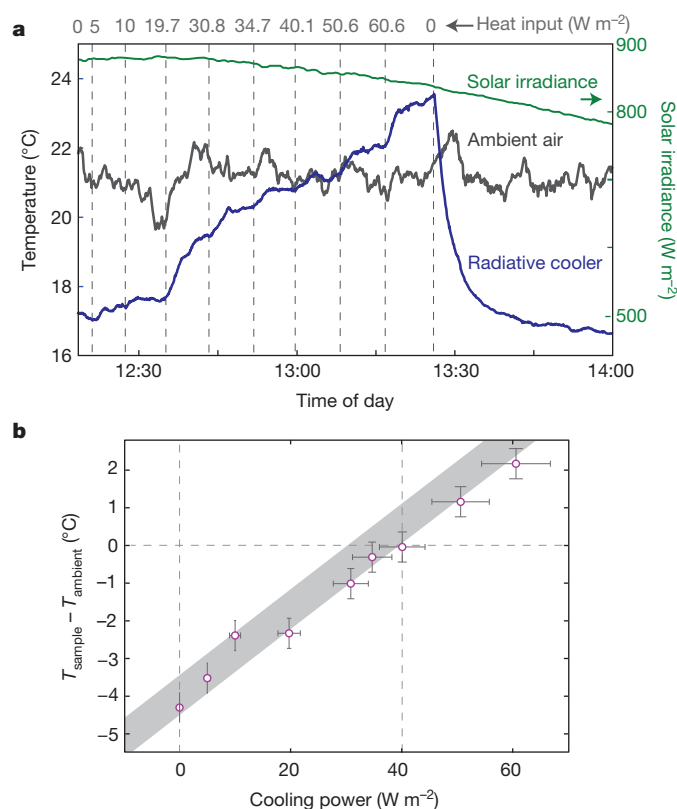 a
0 5 10 19.7 30.8 34.7 40.1 50.6 60.6 0 Heat input (W m⁻²)
24
22
20
18
16
Temperature (°C)
Solar irradiance
Ambient air
Radiative cooler
900
800
500
Solar irradiance (W m⁻²)
12:30 13:00 13:30 14:00
Time of day
b
2
1
0
−1
−2
−3
−4
−5
T sample – T ambient (°C)
0 20 40 60
Cooling power (W m⁻²)